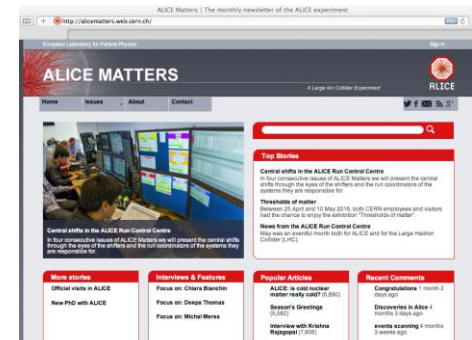 ALICE Matters | The monthly newsletter of the ALICE experiment
http://alicematters.web.cern.ch/
European Laboratory for Particle Physics
Sign in
ALICE MATTERS
A Large Ion Collider Experiment
ALICE
Home Issues About Contact
Top Stories
Central shifts in the ALICE Run Control Centre
In four consecutive issues of ALICE Matters we will present the central
shifts through the eyes of the shifters and the run coordinators of the
systems they are responsible for.
Thresholds of matter
Between 25 April and 10 May 2016, both CERN employees and visitors
had the chance to enjoy the exhibition "Thresholds of matter".
News from the ALICE Run Control Centre
May was an eventful month both for ALICE and for the Large Hadron
Collider (LHC).
Central shifts in the ALICE Run Control Centre
In four consecutive issues of ALICE Matters we will present the central shifts
through the eyes of the shifters and the run coordinators of the systems they
are responsible for.
More stories
Official visits in ALICE
New PhD with ALICE
Interviews & Features
Focus on: Chiara Bianchin
Focus on: Deepa Thomas
Focus on: Michal Meres
Popular Articles
ALICE: is cold nuclear
matter really cold? (8,890)
Season's Greetings
(5,582)
Interview with Krishna
Rajagopal (7,808)
Recent Comments
Congratulations 1 month 2
days ago
Discoveries in Alice 4
months 3 days ago
events scanning 4 months
3 weeks ago